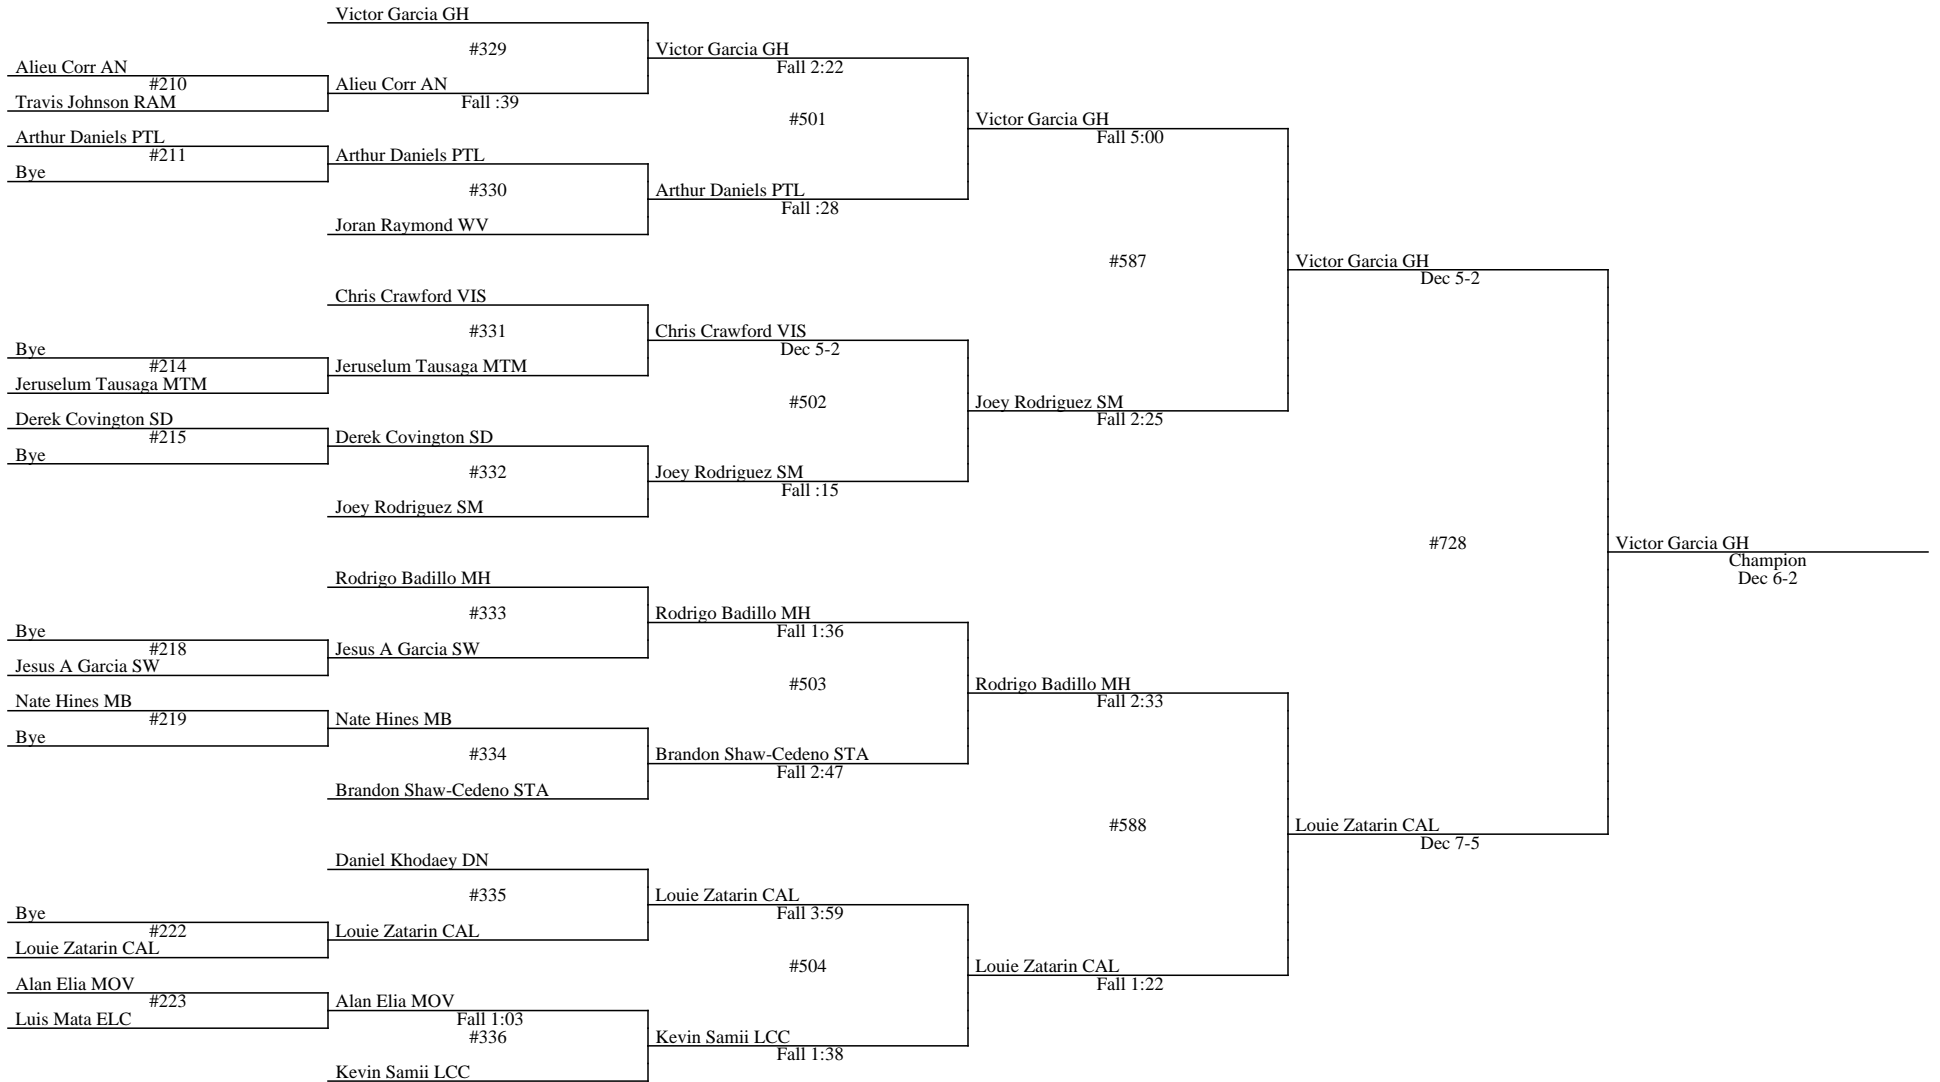 Victor Garcia GH
#329
Victor Garcia GH
Alieu Corr AN
Fall 2:22
#210
Alieu Corr AN
Travis Johnson RAM
Fall :39
#501
Victor Garcia GH
Arthur Daniels PTL
Fall 5:00
#211
Arthur Daniels PTL
Bye
#330
Arthur Daniels PTL
Fall :28
Joran Raymond WV
#587
Victor Garcia GH
Dec 5-2
Chris Crawford VIS
#331
Chris Crawford VIS
Bye
Dec 5-2
#214
Jeruselum Tausaga MTM
Jeruselum Tausaga MTM
#502
Joey Rodriguez SM
Derek Covington SD
Fall 2:25
#215
Derek Covington SD
Bye
#332
Joey Rodriguez SM
Fall :15
Joey Rodriguez SM
#728
Victor Garcia GH
Champion
Dec 6-2
Rodrigo Badillo MH
#333
Rodrigo Badillo MH
Bye
Fall 1:36
#218
Jesus A Garcia SW
Jesus A Garcia SW
#503
Rodrigo Badillo MH
Nate Hines MB
Fall 2:33
#219
Nate Hines MB
Bye
#334
Brandon Shaw-Cedeno STA
Fall 2:47
Brandon Shaw-Cedeno STA
#588
Louie Zatarin CAL
Dec 7-5
Daniel Khodaey DN
#335
Louie Zatarin CAL
Bye
Fall 3:59
#222
Louie Zatarin CAL
Louie Zatarin CAL
#504
Louie Zatarin CAL
Alan Elia MOV
Fall 1:22
#223
Alan Elia MOV
Luis Mata ELC
Fall 1:03
#336
Kevin Samii LCC
Fall 1:38
Kevin Samii LCC